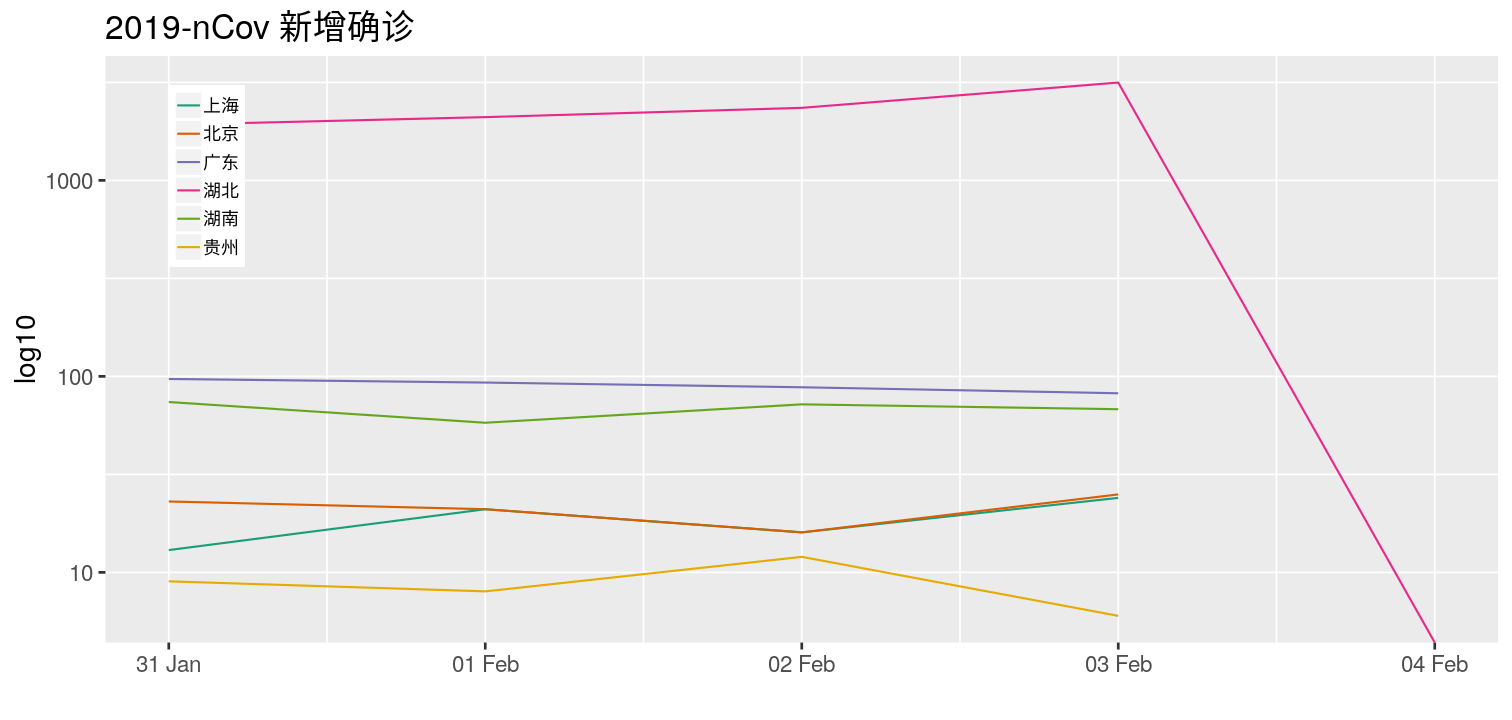 2019-nCov 新增确诊
上海
北京
广东
湖北
湖南
贵州
1000
100
10
log10
31 Jan
01 Feb
02 Feb
03 Feb
04 Feb